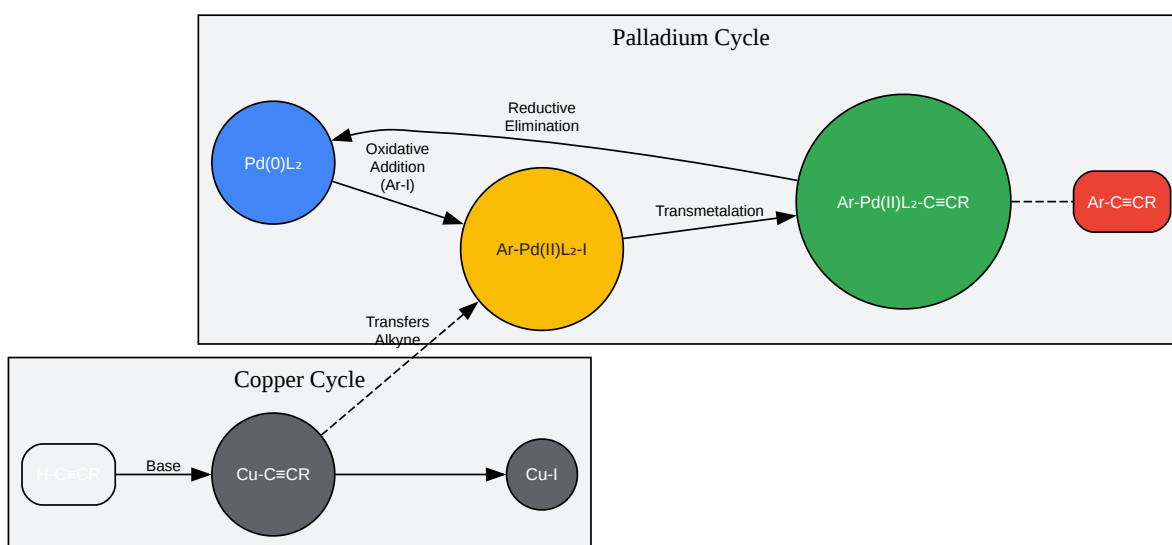 Palladium Cycle
Reductive
Elimination
Pd(0)L₂
Oxidative
Addition
(Ar-I)
Ar-Pd(II)L₂-I
Transmetalation
Ar-Pd(II)L₂-C≡CR
Ar-C≡CR
Transfers
Alkyne
Copper Cycle
H-C≡CR
Base
Cu-C≡CR
Cu-I